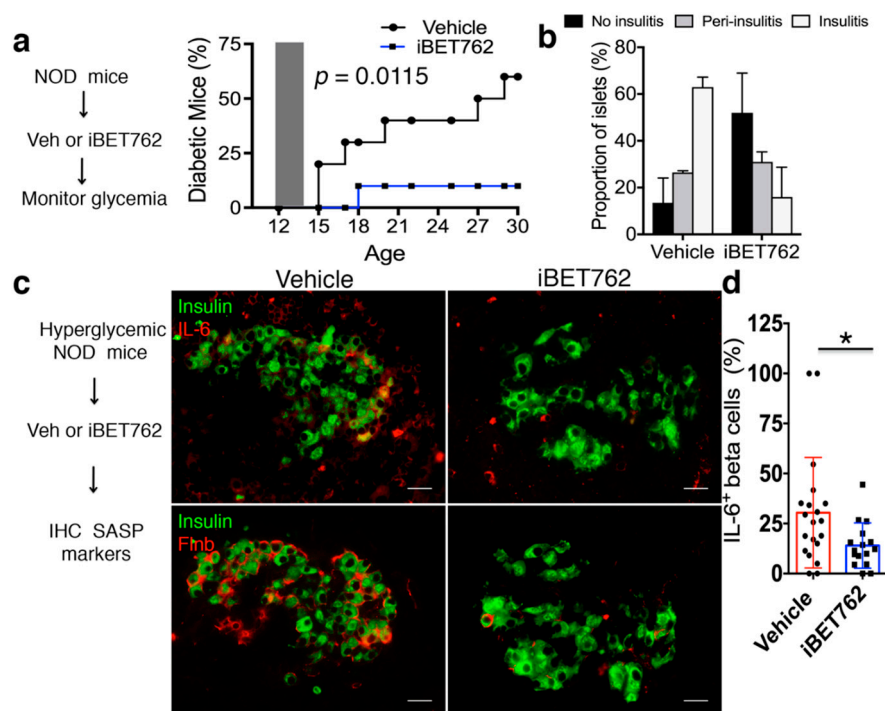 a
NOD mice
Veh or iBET762
Monitor glycemia
Vehicle
iBET762
p = 0.0115
Diabetic Mice (%)
75
50
25
0
12 15 18 21 24 27 30
Age
b
No insulitis Peri-insulitis Insulitis
Proportion of islets (%)
80
60
40
20
0
Vehicle iBET762
c
Hyperglycemic
NOD mice
Veh or iBET762
IHC SASP
markers
Vehicle iBET762
Insulin
IL-6
Insulin
Flnb
d
IL-6+ beta cells (%)
125
100
75
50
25
0
*
Vehicle
iBET762